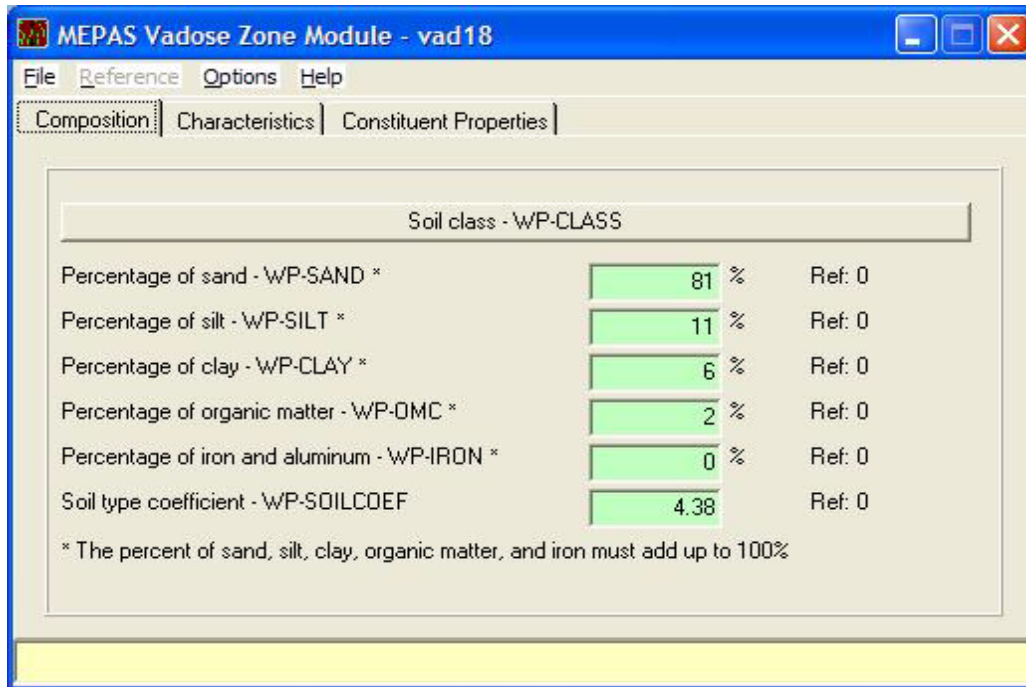 MEPAS Vadose Zone Module - vad18
File Reference Options Help
Composition Characteristics Constituent Properties
Soil class - WP-CLASS
Percentage of sand - WP-SAND * 81 % Ref: 0
Percentage of silt - WP-SILT * 11 % Ref: 0
Percentage of clay - WP-CLAY * 6 % Ref: 0
Percentage of organic matter - WP-OMC * 2 % Ref: 0
Percentage of iron and aluminum - WP-IRON * 0 % Ref: 0
Soil type coefficient - WP-SOILCOEF 4.38 Ref: 0
* The percent of sand, silt, clay, organic matter, and iron must add up to 100%